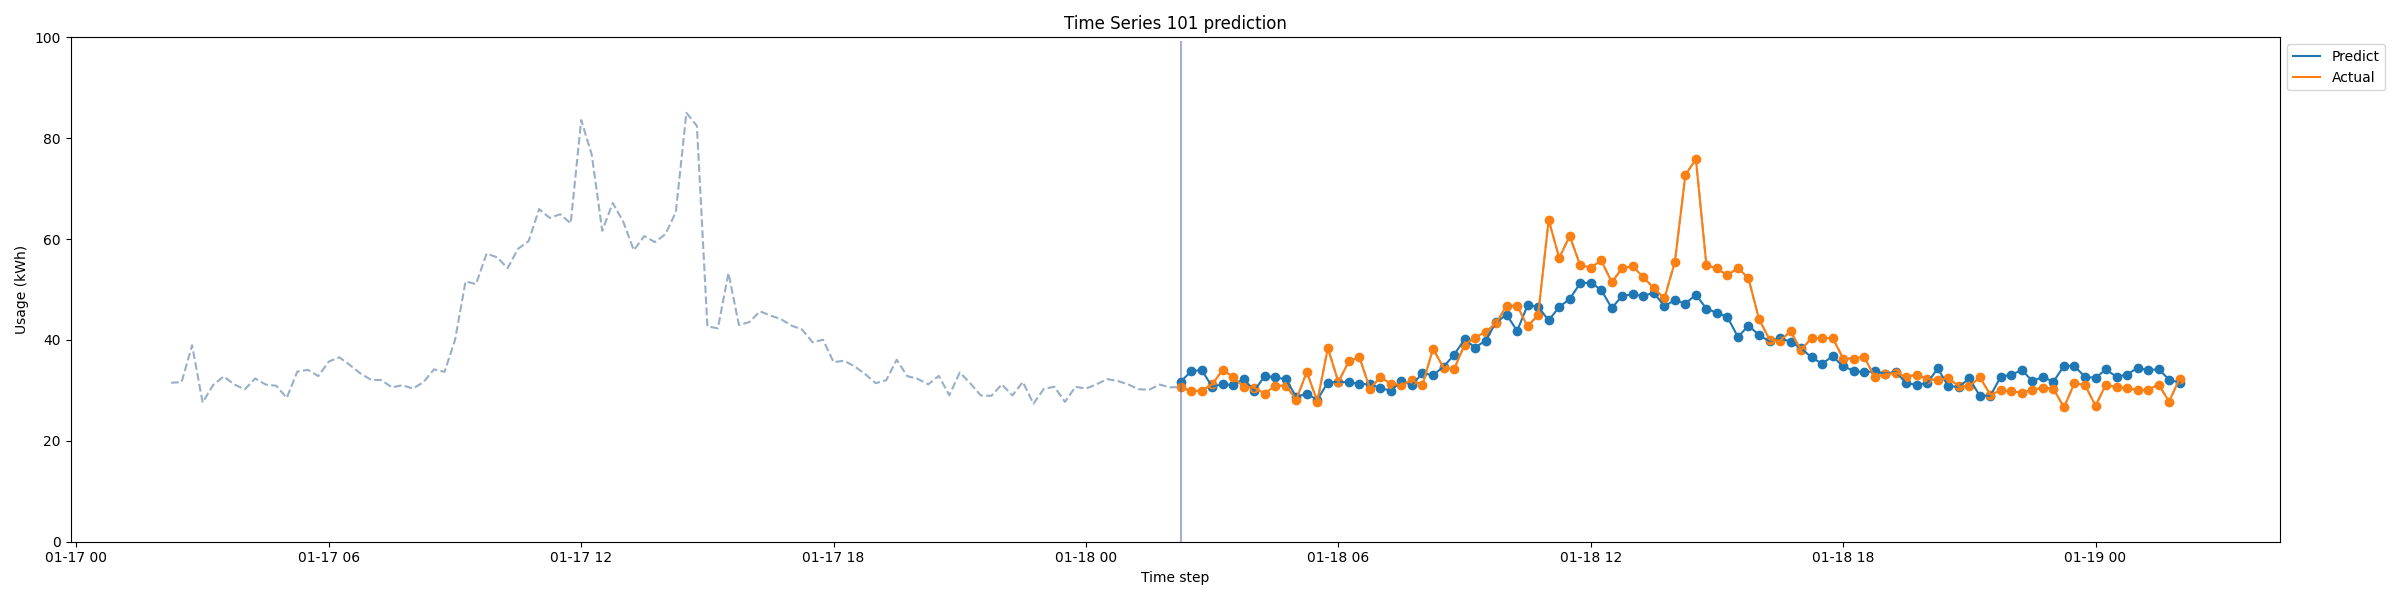 Time Series 101 prediction
Predict
Actual
Usage (kWh)
100
80
60
40
20
0
01-17 00 01-17 06 01-17 12 01-17 18 01-18 00 01-18 06 01-18 12 01-18 18 01-19 00
Time step